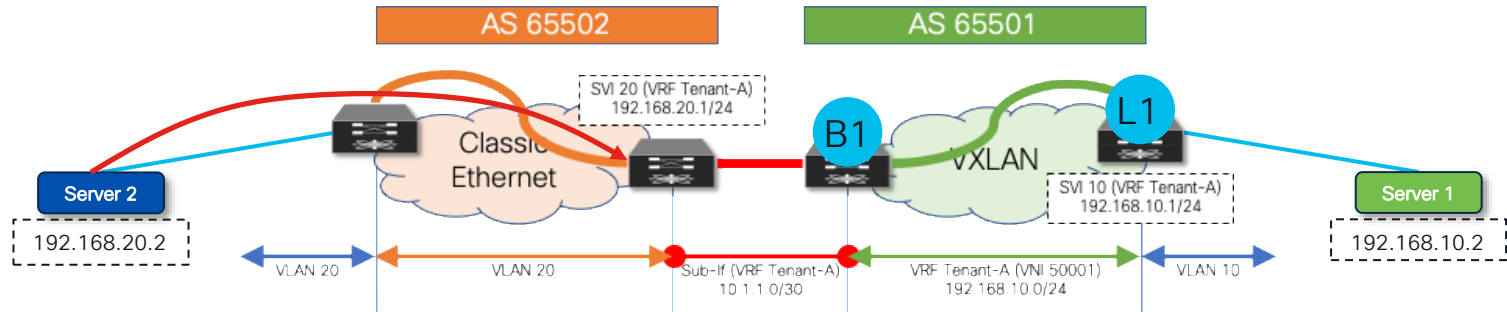 AS 65502
AS 65501
SVI 20 (VRF Tenant-A)
192.168.20.1/24
B1
L1
Classic
Ethernet
VXLAN
SVI 10 (VRF Tenant-A)
192.168.10.1/24
Server 2
192.168.20.2
Server 1
192.168.10.2
VLAN 20
VLAN 20
Sub-If (VRF Tenant-A)
10.1.1.0/30
VRF Tenant-A (VNI 50001)
192.168.10.0/24
VLAN 10